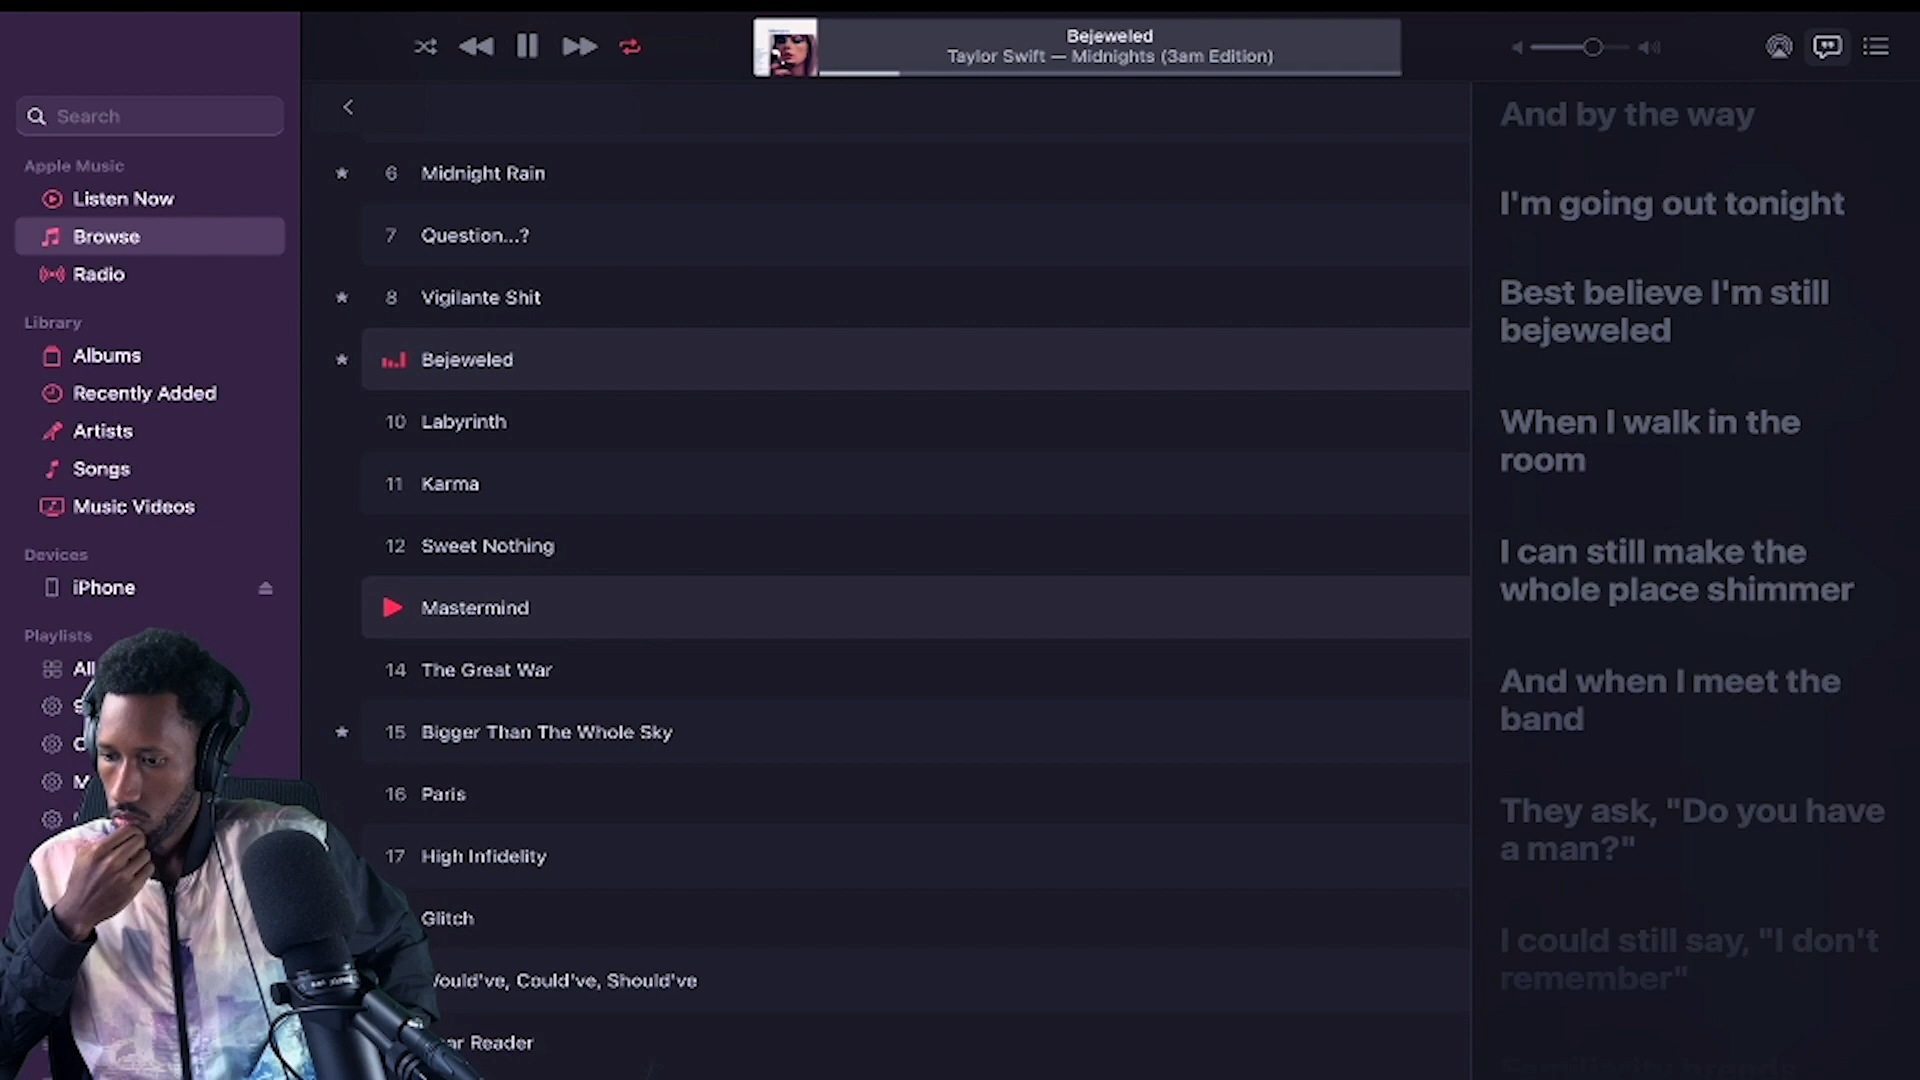 Bejeweled
Taylor Swift — Midnights (3am Edition)
Search
Apple Music
Listen Now
Browse
Radio
Library
Albums
Recently Added
Artists
Songs
Music Videos
Devices
iPhone
Playlists
All
6 Midnight Rain
7 Question...?
8 Vigilante Shit
Bejeweled
10 Labyrinth
11 Karma
12 Sweet Nothing
Mastermind
14 The Great War
15 Bigger Than The Whole Sky
16 Paris
17 High Infidelity
Glitch
Could've, Should've
Reader
And by the way
I'm going out tonight
Best believe I'm still
bejeweled
When I walk in the
room
I can still make the
whole place shimmer
And when I meet the
band
They ask, "Do you have
a man?"
I could still say, "I don't
remember"